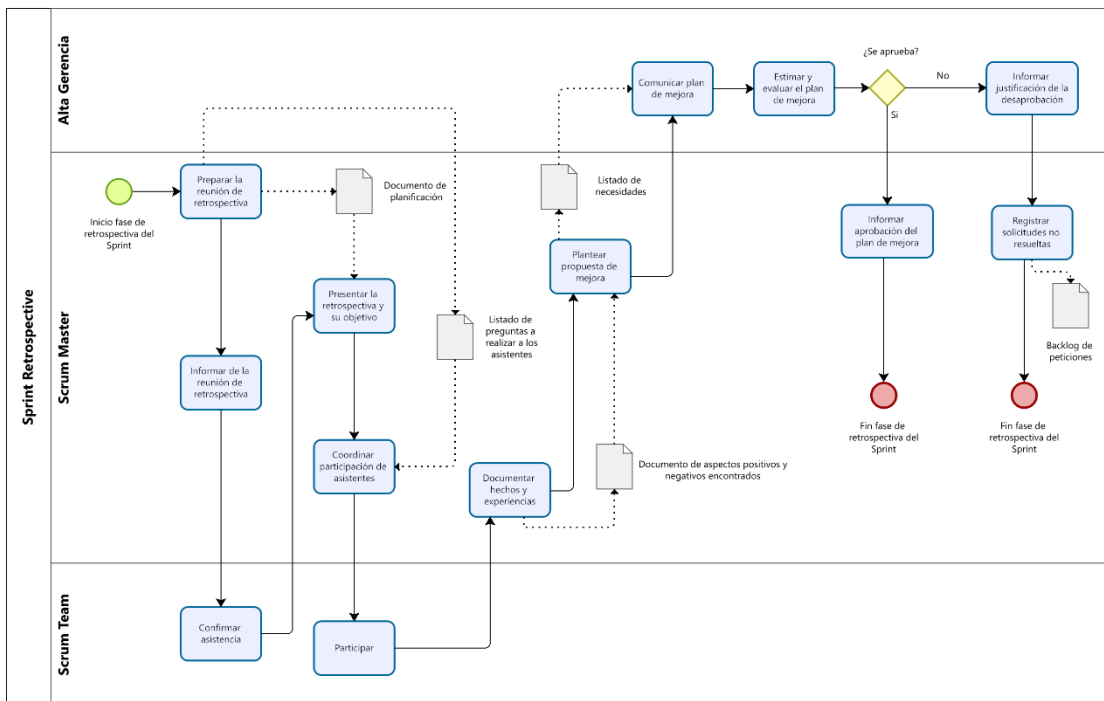 Sprint Retrospective
Alta Gerencia
¿Se aprueba?
Comunicar plan
de mejora
Estimar y
evaluar el plan
de mejora
No
Si
Informar
justificación de la
desaprobación
Scrum Master
Inicio fase de
retrospectiva del
Sprint
Preparar la
reunión de
retrospectiva
Documento de
planificación
Listado de
necesidades
Informar
aprobación del
plan de mejora
Registrar
solicitudes no
resueltas
Plantear
propuesta de
mejora
Presentar la
retrospectiva y
su objetivo
Listado de
preguntas a
realizar a los
asistentes
Backlog de
peticiones
Informar de la
reunión de
retrospectiva
Fin fase de
retrospectiva del
Sprint
Fin fase de
retrospectiva del
Sprint
Coordinar
participación de
asistentes
Documentar
hechos y
experiencias
Documento de aspectos positivos y
negativos encontrados
Scrum Team
Confirmar
asistencia
Participar